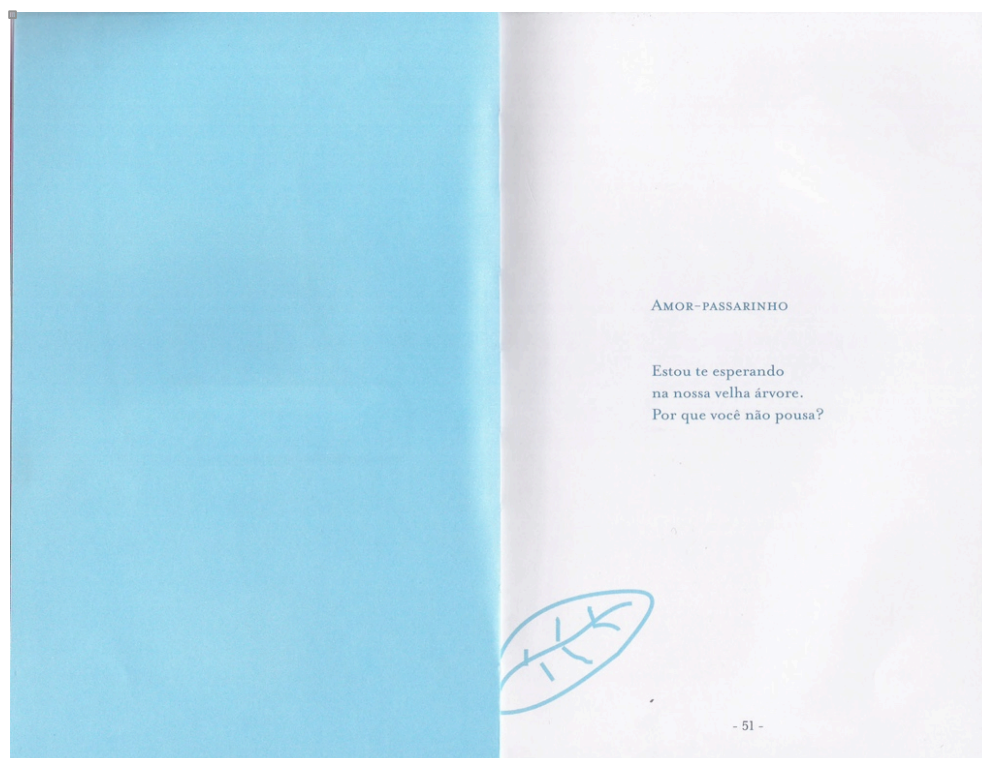 Amor-passarinho
Estou te esperando
na nossa velha árvore.
Por que você não pousa?
- 51 -